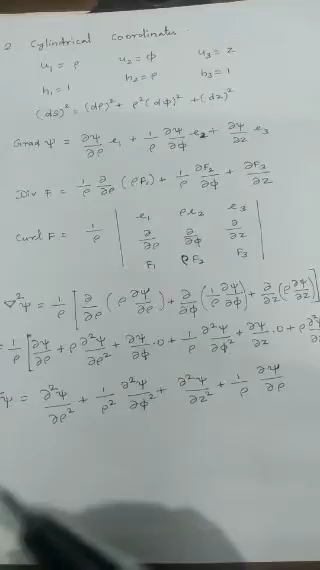 2 Cylindrical Coordinates.
u₁ = ρ u₂ = ϕ u₃ = z
h₁ = 1 h₂ = ρ h₃ = 1
(ds)² = (dρ)² + ρ²(dϕ)² + (dz)²
Grad ψ = ∂ψ/∂ρ e₁ + 1/ρ ∂ψ/∂ϕ e₂ + ∂ψ/∂z e₃
Div F = 1/ρ ∂/∂ρ (ρF₁) + 1/ρ ∂F₂/∂ϕ + ∂F₃/∂z
Curl F = 1/ρ | e₁ ρe₂ e₃ |
| ∂/∂ρ ∂/∂ϕ ∂/∂z |
| F₁ ρF₂ F₃ |
∇²ψ = 1/ρ [ ∂/∂ρ (ρ ∂ψ/∂ρ) + ∂/∂ϕ (1/ρ ∂ψ/∂ϕ) + ∂/∂z (ρ ∂ψ/∂z) ]
= 1/ρ [ ∂ψ/∂ρ + ρ ∂²ψ/∂ρ² + ∂ψ/∂ϕ · 0 + 1/ρ ∂²ψ/∂ϕ² + ∂ψ/∂z · 0 + ρ ∂²ψ
ψ = ∂²ψ/∂ρ² + 1/ρ² ∂²ψ/∂ϕ² + ∂²ψ/∂z² + 1/ρ ∂ψ/∂ρ